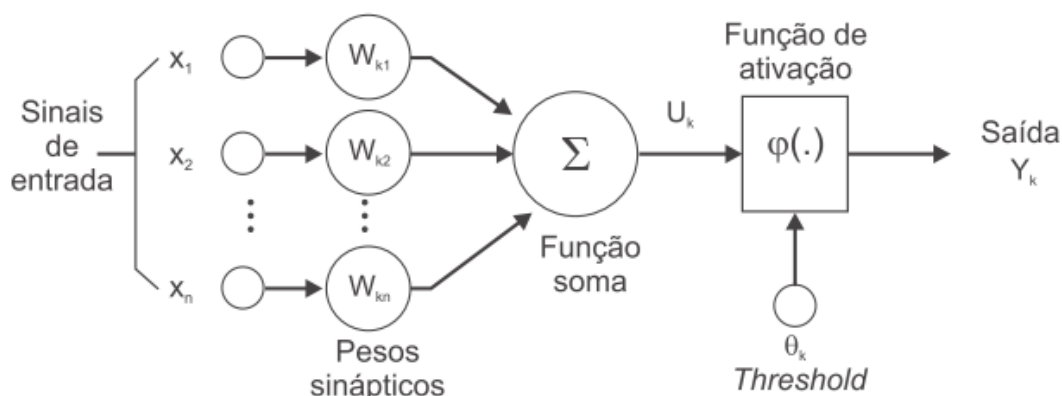 Sinais
de
entrada
x1
x2
xn
Wk1
Wk2
Wkn
Pesos
sinápticos
Σ
Função
soma
Uk
Função de
ativação
φ(.)
θk
Threshold
Saída
Yk